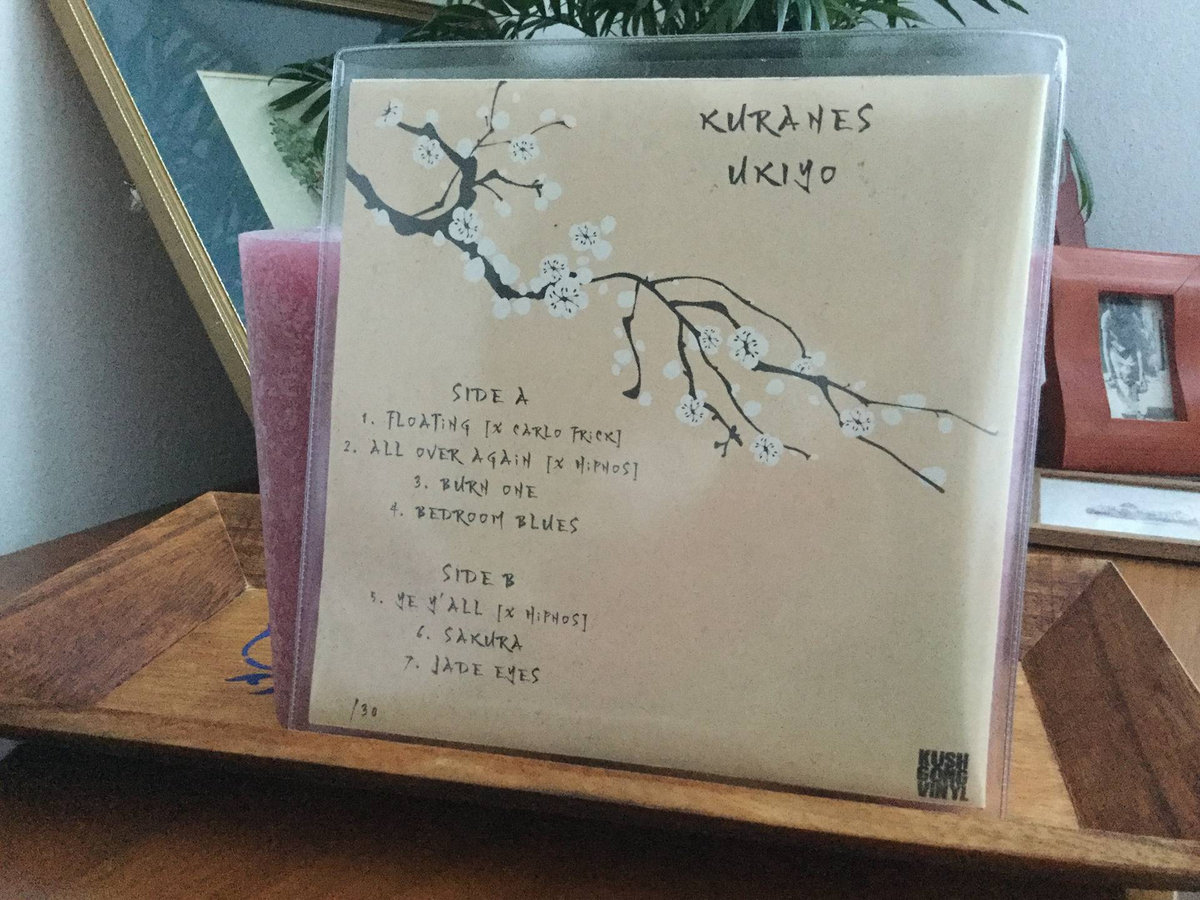 KURANES
UKIYO
SIDE A
1. FLOATING [X CARLO FRICK]
2. ALL OVER AGAiN [X HiPNOS]
3. BURN ONE
4. BEDROOM BLUES
SIDE B
5. YE Y'ALL [X HiPNOS]
6. SAKURA
7. JADE EYES
/30
KUSH
GORG
VINYL